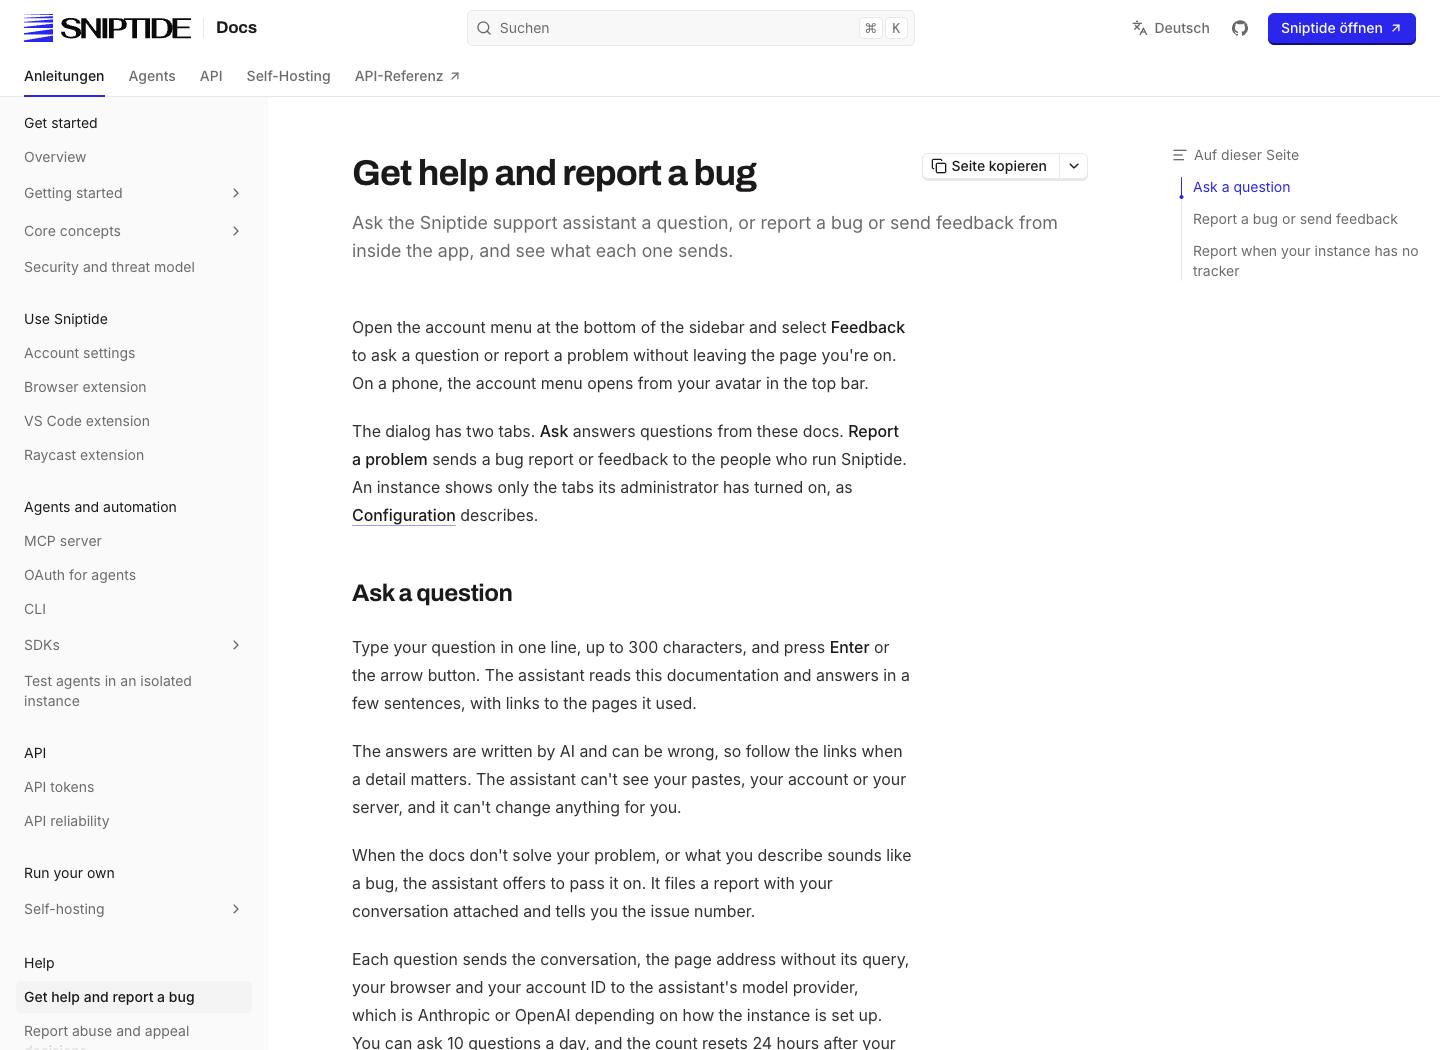 SNIPTIDE
Docs
Suchen
⌘ K
Deutsch
Sniptide öffnen
Anleitungen
Agents
API
Self-Hosting
API-Referenz
Get started
Overview
Getting started
Core concepts
Security and threat model
Use Sniptide
Account settings
Browser extension
VS Code extension
Raycast extension
Agents and automation
MCP server
OAuth for agents
CLI
SDKs
Test agents in an isolated
instance
API
API tokens
API reliability
Run your own
Self-hosting
Help
Get help and report a bug
Report abuse and appeal
Get help and report a bug
Seite kopieren
Ask the Sniptide support assistant a question, or report a bug or send feedback from
inside the app, and see what each one sends.
Open the account menu at the bottom of the sidebar and select Feedback
to ask a question or report a problem without leaving the page you're on.
On a phone, the account menu opens from your avatar in the top bar.
The dialog has two tabs. Ask answers questions from these docs. Report
a problem sends a bug report or feedback to the people who run Sniptide.
An instance shows only the tabs its administrator has turned on, as
Configuration describes.
Ask a question
Type your question in one line, up to 300 characters, and press Enter or
the arrow button. The assistant reads this documentation and answers in a
few sentences, with links to the pages it used.
The answers are written by AI and can be wrong, so follow the links when
a detail matters. The assistant can't see your pastes, your account or your
server, and it can't change anything for you.
When the docs don't solve your problem, or what you describe sounds like
a bug, the assistant offers to pass it on. It files a report with your
conversation attached and tells you the issue number.
Each question sends the conversation, the page address without its query,
your browser and your account ID to the assistant's model provider,
which is Anthropic or OpenAI depending on how the instance is set up.
You can ask 10 questions a day, and the count resets 24 hours after your
Auf dieser Seite
Ask a question
Report a bug or send feedback
Report when your instance has no
tracker